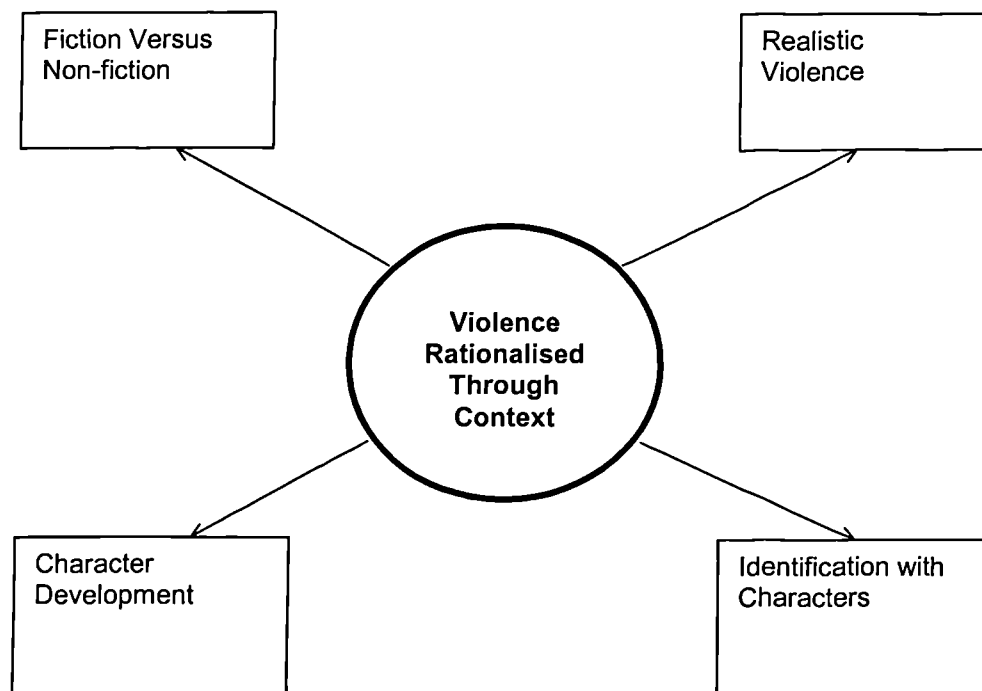 Fiction Versus
Non-fiction
Realistic
Violence
Violence
Rationalised
Through
Context
Character
Development
Identification with
Characters